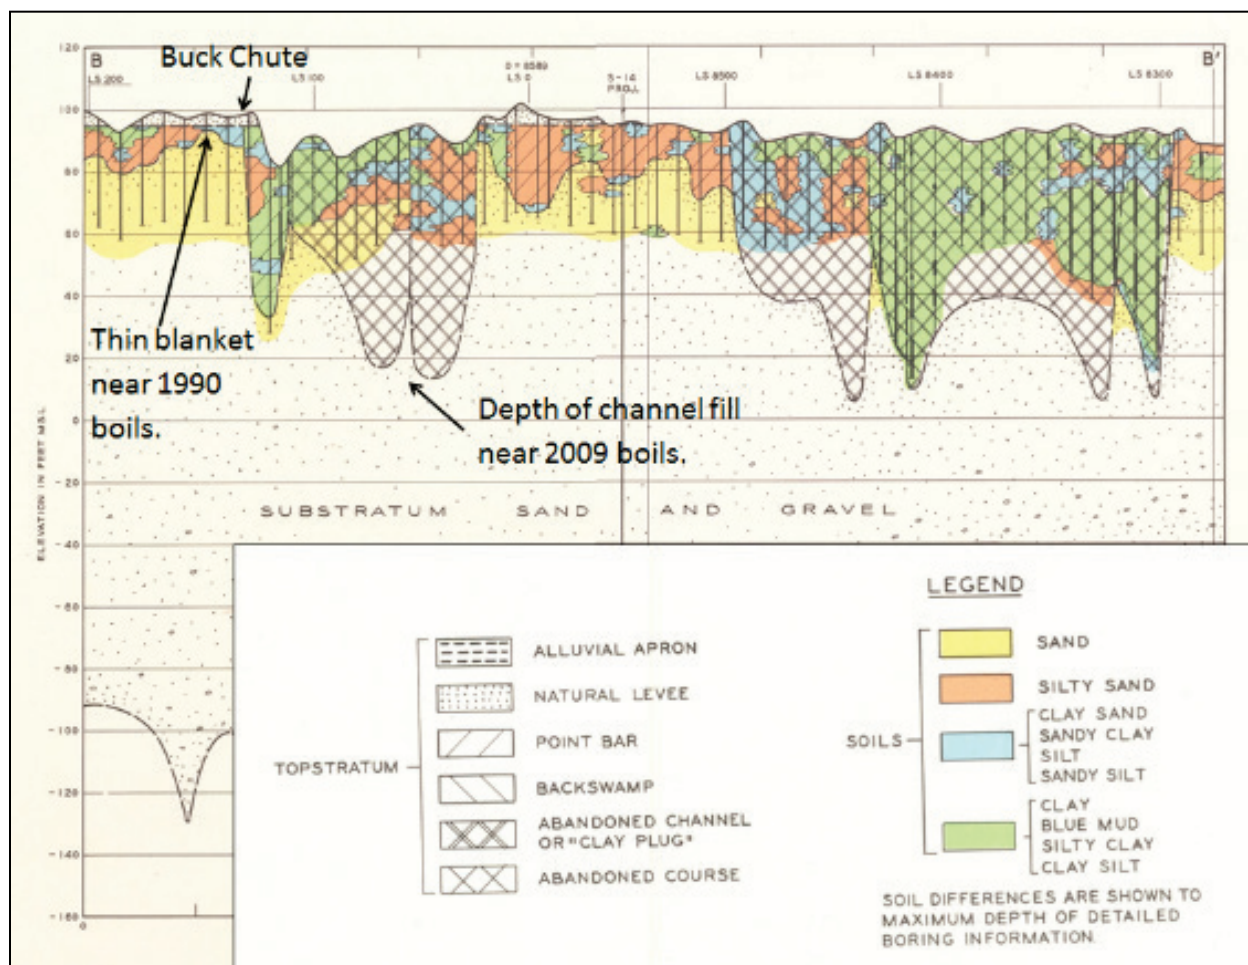 120
100
80
60
40
20
0
-20
-40
-60
-80
-100
-120
-140
-160
0
ELEVATION IN FEET MSL
B
LS 200
Buck Chute
LS 100
D = 8589
LS 0
S-14
PROJ.
LS 8500
LS 8400
LS 8300
B'
Thin blanket
near 1990
boils.
Depth of channel fill
near 2009 boils.
SUBSTRATUM SAND AND GRAVEL
LEGEND
TOPSTRATUM
ALLUVIAL APRON
NATURAL LEVEE
POINT BAR
BACKSWAMP
ABANDONED CHANNEL
OR "CLAY PLUG"
ABANDONED COURSE
SOILS
SAND
SILTY SAND
CLAY SAND
SANDY CLAY
SILT
SANDY SILT
CLAY
BLUE MUD
SILTY CLAY
CLAY SILT
SOIL DIFFERENCES ARE SHOWN TO
MAXIMUM DEPTH OF DETAILED
BORING INFORMATION.